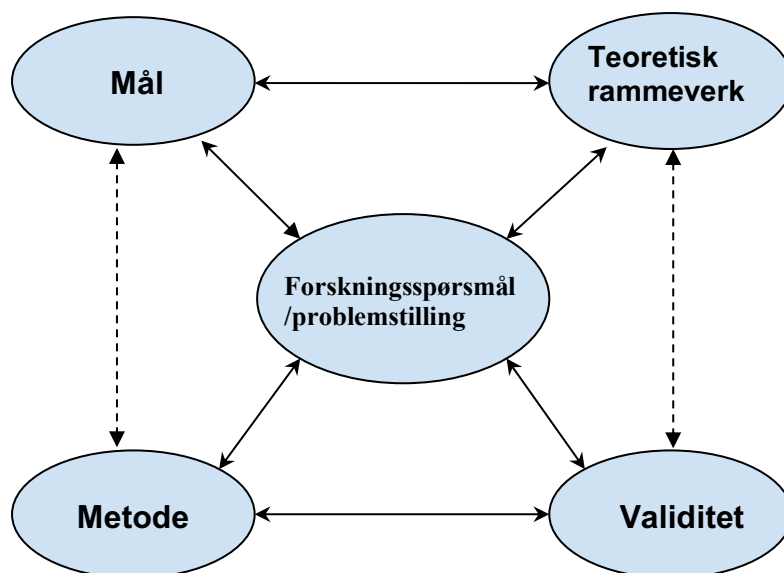 Mål
Teoretisk
rammeverk
Forskningsspørsmål
/problemstilling
Metode
Validitet